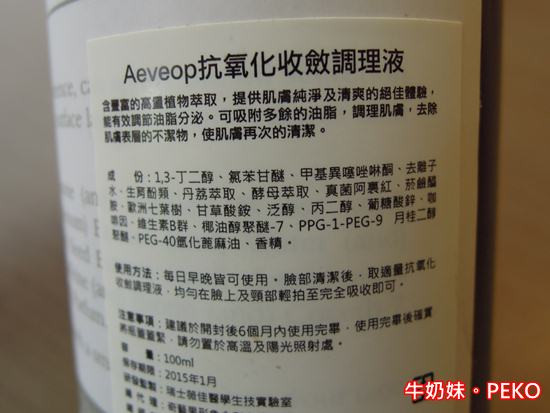 Aeveop抗氧化收斂調理液
含豐富的高量植物萃取，提供肌膚純淨及清爽的絕佳體驗，
能有效調節油脂分泌。可吸附多餘的油脂，調理肌膚，去除
肌膚表層的不潔物，使肌膚再次的清潔。
成 份：1,3-丁二醇、氯苯甘醚、甲基異噻唑啉酮、去離子
水、生育酚類、丹荔萃取、酵母萃取、真菌阿裹紅、菸鹼醯
胺、歐洲七葉樹、甘草酸銨、泛醇、丙二醇、葡糖酸鋅、咖
啡因、維生素B群、椰油醇聚醚-7、PPG-1-PEG-9 月桂二醇
聚醚、PEG-40氫化蓖麻油、香精。
使用方法：每日早晚皆可使用。臉部清潔後，取適量抗氧化
收斂調理液，均勻在臉上及頸部輕拍至完全吸收即可。
注意事項：建議於開封後6個月內使用完畢，使用完畢後確實
將瓶蓋蓋緊，請勿置於高溫及陽光照射處。
容 量：100ml
保存期限：2015年1月
研發監製：瑞士薇佳醫學生技實驗室
牛奶妹。PEKO